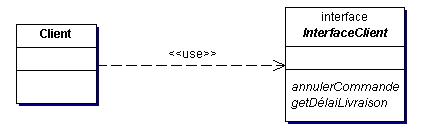 Client
<<use>>
interface
InterfaceClient
annulerCommande
getDélaiLivraison